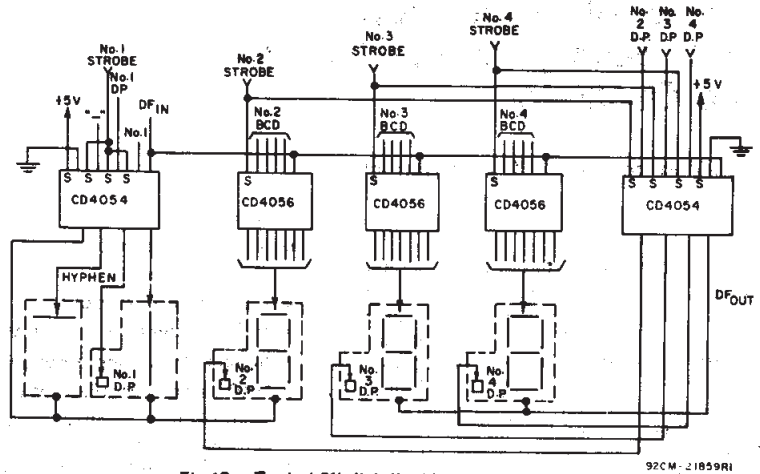 No. 1
STROBE
No. 1
DP
+5V
"–"
No. 1
DF IN
No. 2
STROBE
No. 2
BCD
No. 3
STROBE
No. 3
BCD
No. 4
STROBE
No. 4
BCD
No. 2 D.P.
No. 3 D.P
No. 4 D.P
+5V
S S S S
CD4054
S
CD4056
S
CD4056
S
CD4056
S S S S S
CD4054
HYPHEN
DF OUT
No. 1
D.P.
No. 2
D.P.
No. 3
D.P.
No. 4
D.P.
92CM-21859R1